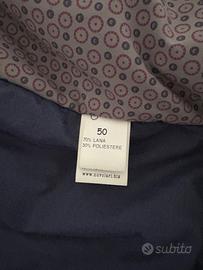 50
70% LANA
30% POLIESTERE
subito